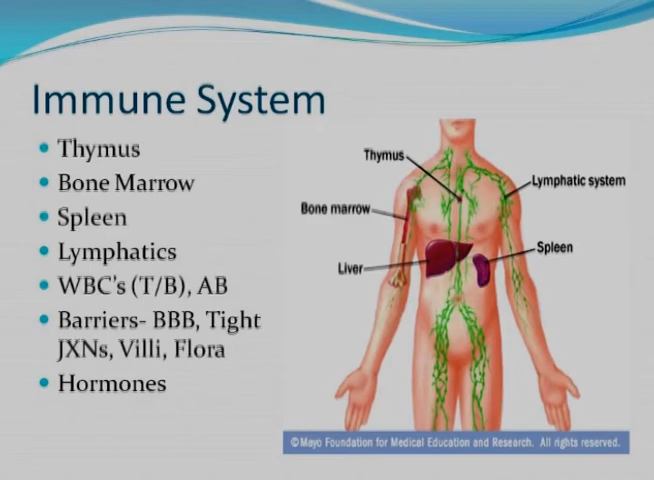 Immune System
Thymus
Bone Marrow
Spleen
Lymphatics
WBC's (T/B), AB
Barriers- BBB, Tight
JXNs, Villi, Flora
Hormones
Thymus
Lymphatic system
Bone marrow
Spleen
Liver
©Mayo Foundation for Medical Education and Research. All rights reserved.